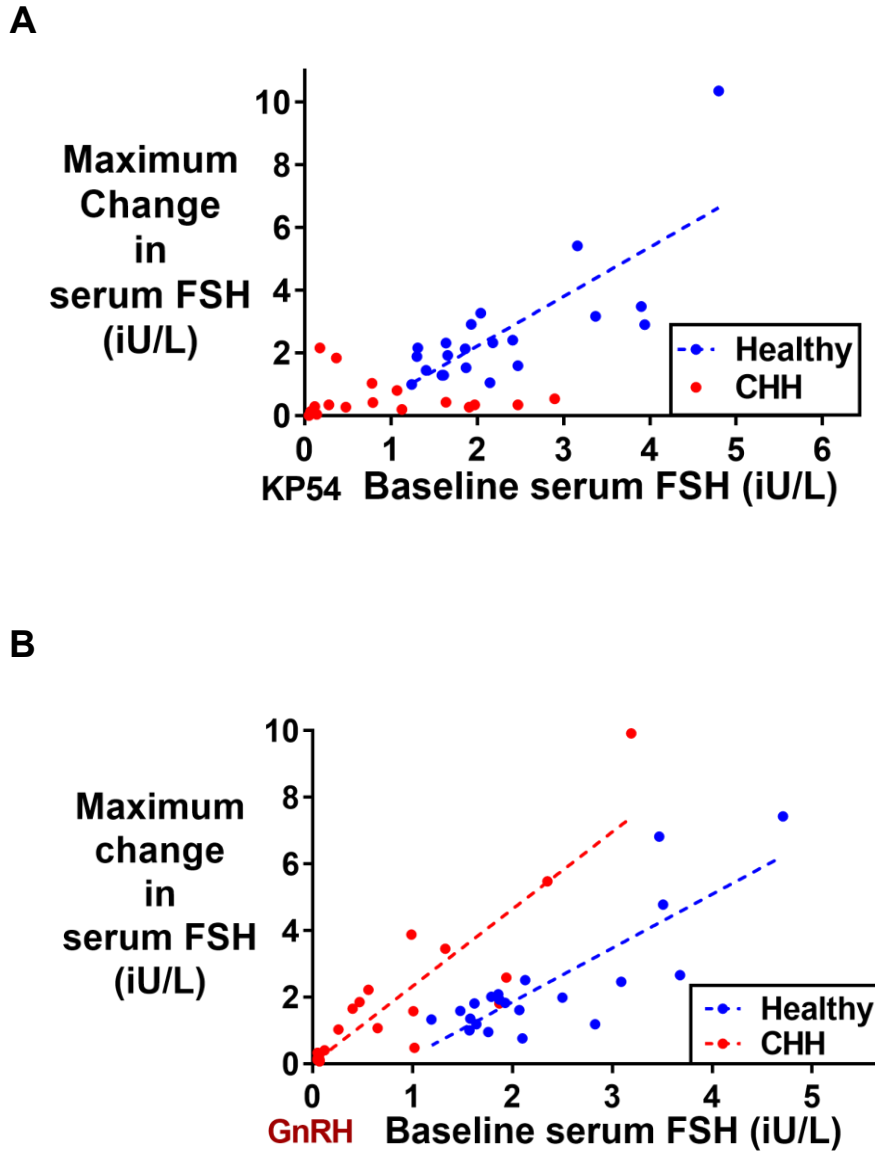 A
Maximum
Change
in
serum FSH
(iU/L)
10
8
6
4
2
0
Healthy
CHH
0 1 2 3 4 5 6
KP54 Baseline serum FSH (iU/L)
B
Maximum
change
in
serum FSH
(iU/L)
10
8
6
4
2
0
Healthy
CHH
0 1 2 3 4 5
GnRH Baseline serum FSH (iU/L)